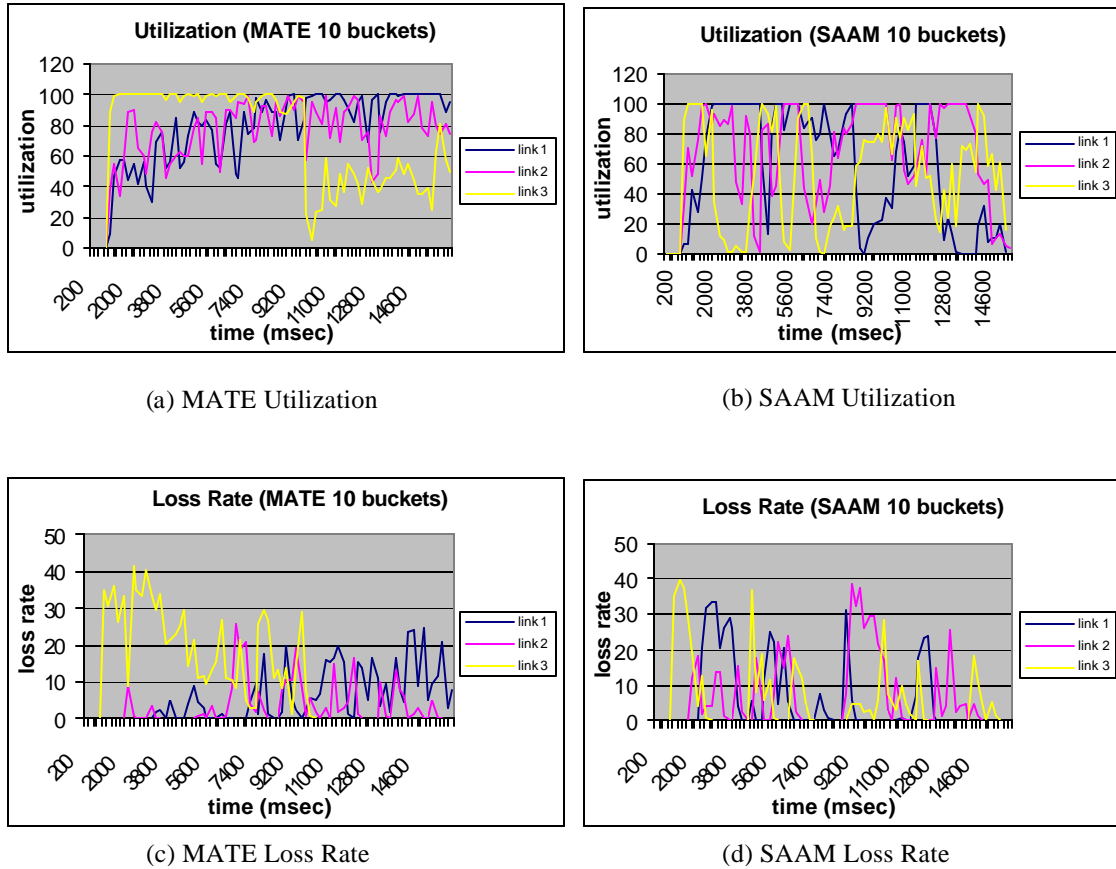 Utilization (MATE 10 buckets)
120
100
80
60
40
20
0
utilization
200
2000
3800
5600
7400
9200
11000
12800
14600
time (msec)
link 1
link 2
link 3
(a) MATE Utilization
Utilization (SAAM 10 buckets)
120
100
80
60
40
20
0
utilization
200
2000
3800
5600
7400
9200
11000
12800
14600
time (msec)
link 1
link 2
link 3
(b) SAAM Utilization
Loss Rate (MATE 10 buckets)
50
40
30
20
10
0
loss rate
200
2000
3800
5600
7400
9200
11000
12800
14600
time (msec)
link 1
link 2
link 3
(c) MATE Loss Rate
Loss Rate (SAAM 10 buckets)
50
40
30
20
10
0
loss rate
200
2000
3800
5600
7400
9200
11000
12800
14600
time (msec)
link 1
link 2
link 3
(d) SAAM Loss Rate